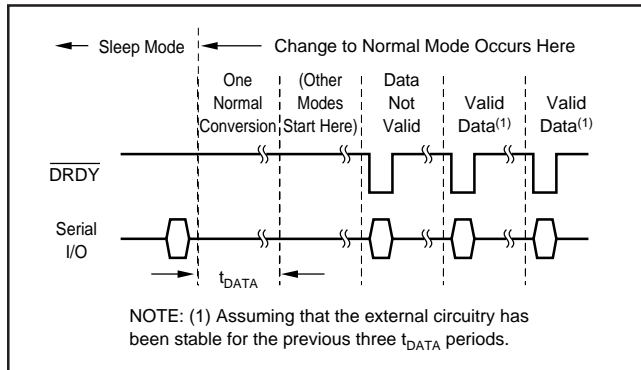 Sleep Mode
Change to Normal Mode Occurs Here
One
Normal
Conversion
(Other
Modes
Start Here)
Data
Not
Valid
Valid
Data(1)
Valid
Data(1)
DRDY
Serial
I/O
tDATA
NOTE: (1) Assuming that the external circuitry has
been stable for the previous three tDATA periods.